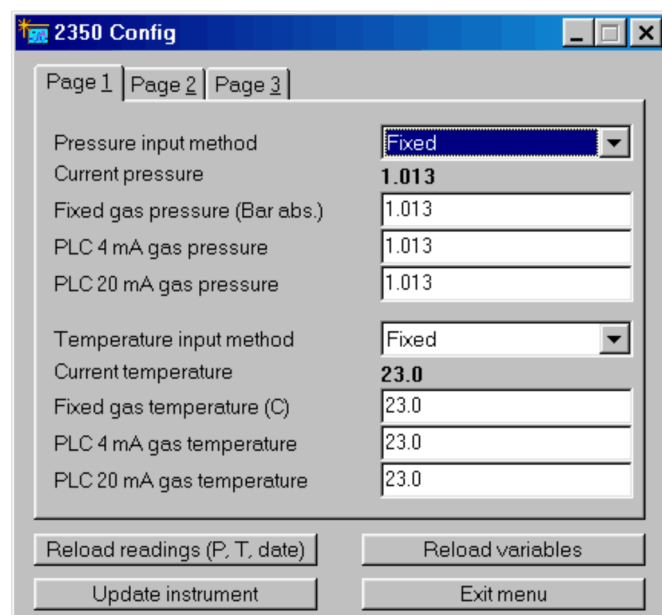 2350 Config
Page 1 Page 2 Page 3
Pressure input method Fixed
Current pressure 1.013
Fixed gas pressure (Bar abs.) 1.013
PLC 4 mA gas pressure 1.013
PLC 20 mA gas pressure 1.013
Temperature input method Fixed
Current temperature 23.0
Fixed gas temperature (C) 23.0
PLC 4 mA gas temperature 23.0
PLC 20 mA gas temperature 23.0
Reload readings (P, T, date) Reload variables
Update instrument Exit menu